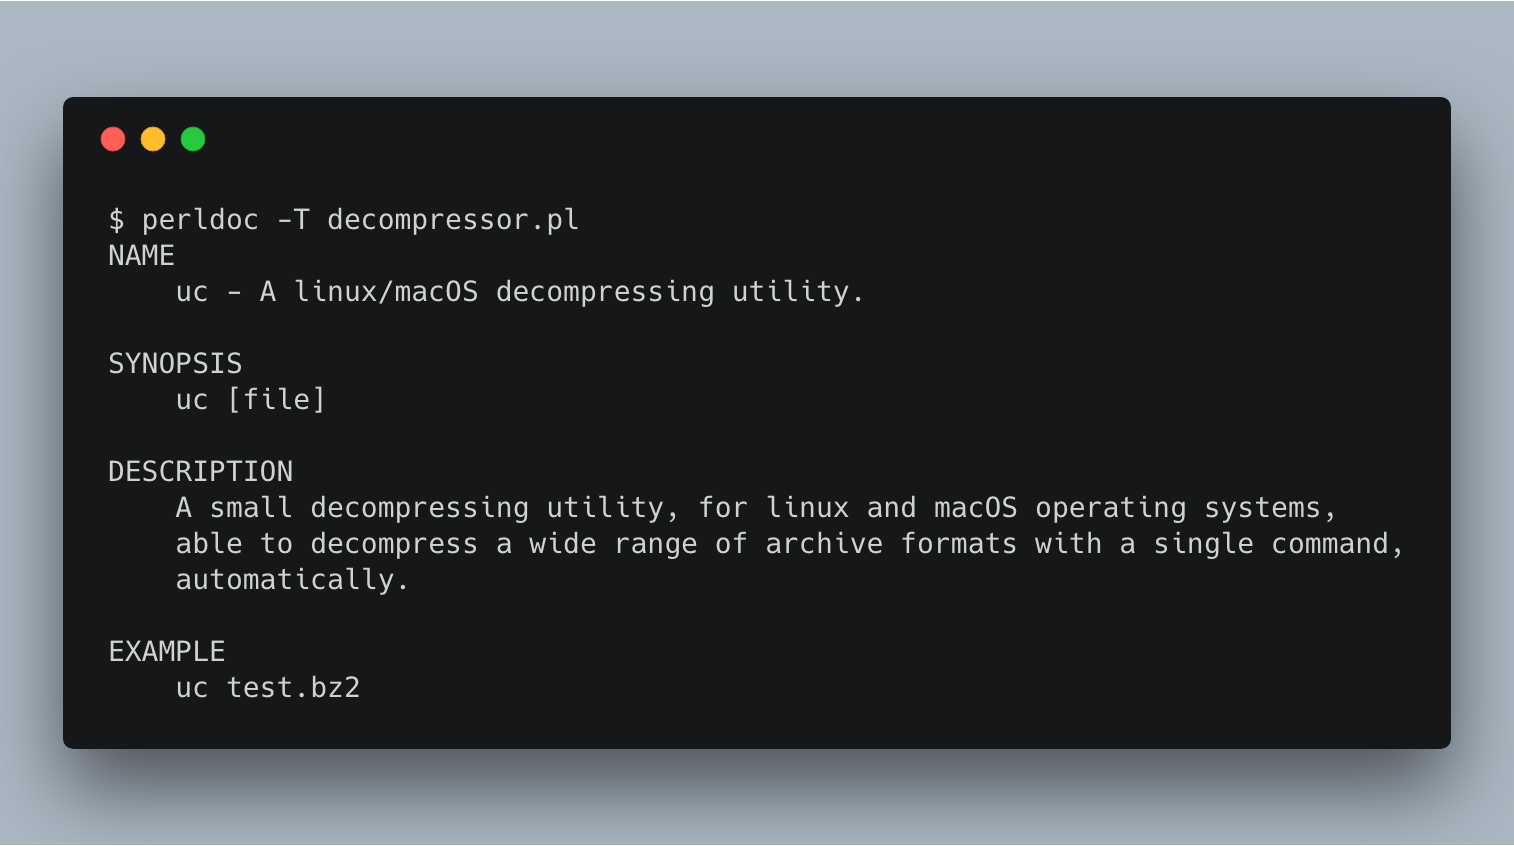 $ perldoc -T decompressor.pl
NAME
    uc - A linux/macOS decompressing utility.

SYNOPSIS
    uc [file]

DESCRIPTION
    A small decompressing utility, for linux and macOS operating systems,
    able to decompress a wide range of archive formats with a single command,
    automatically.

EXAMPLE
    uc test.bz2